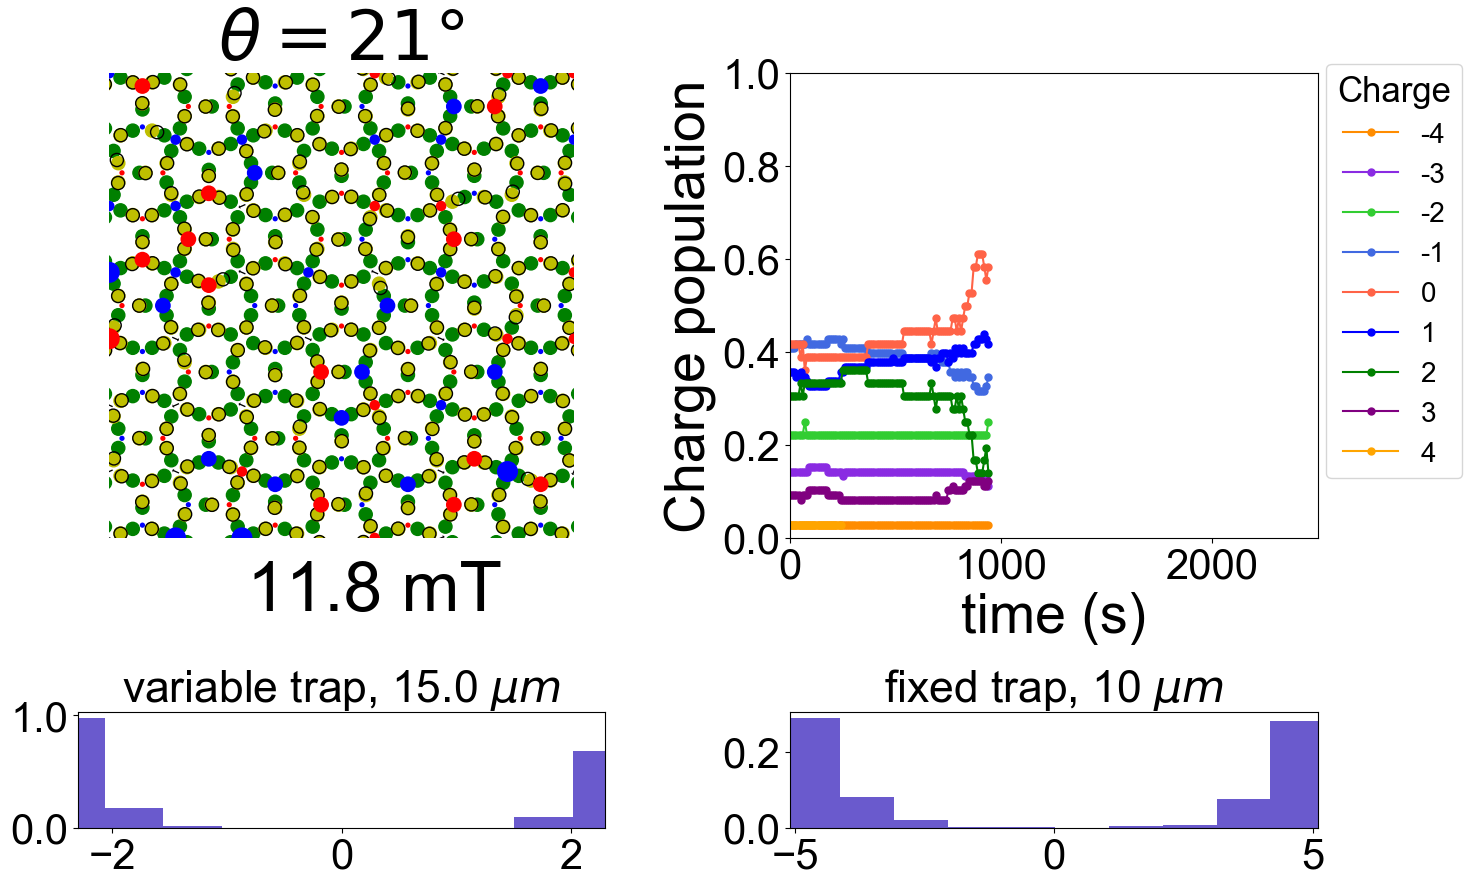 θ = 21°
11.8 mT
Charge population
1.0
0.8
0.6
0.4
0.2
0.0
0 1000 2000
time (s)
Charge
-4
-3
-2
-1
0
1
2
3
4
variable trap, 15.0 μm
1.0
0.0
−2 0 2
fixed trap, 10 μm
0.2
0.0
−5 0 5